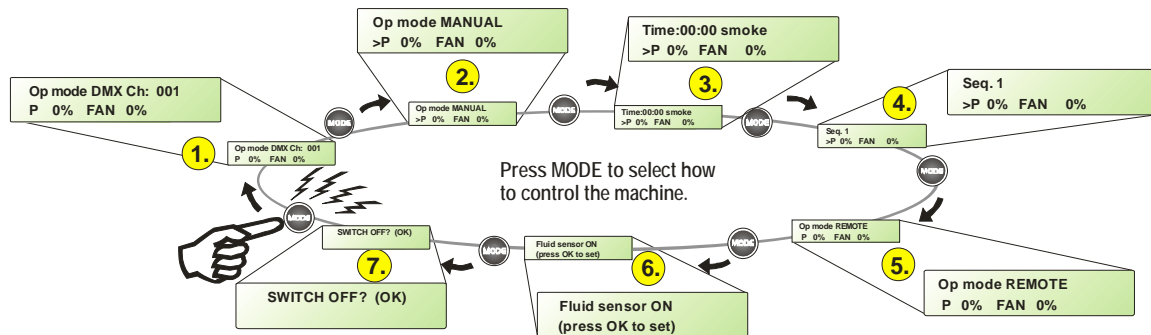 Op mode DMX Ch: 001
P 0% FAN 0%
Op mode DMX Ch: 001
P 0% FAN 0%
1.
MODE
Op mode MANUAL
>P 0% FAN 0%
2.
Op mode MANUAL
>P 0% FAN 0%
MODE
Time:00:00 smoke
>P 0% FAN 0%
3.
Time:00:00 smoke
>P 0% FAN 0%
MODE
Seq. 1
>P 0% FAN 0%
4.
Seq. 1
>P 0% FAN 0%
MODE
Press MODE to select how
to control the machine.
Op mode REMOTE
P 0% FAN 0%
5.
Op mode REMOTE
P 0% FAN 0%
MODE
Fluid sensor ON
(press OK to set)
6.
Fluid sensor ON
(press OK to set)
MODE
SWITCH OFF? (OK)
7.
SWITCH OFF? (OK)
MODE